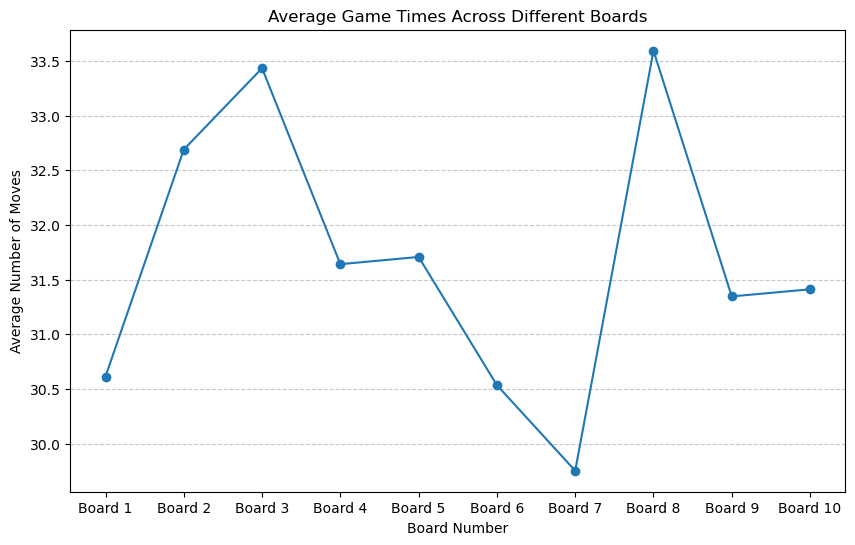 Average Game Times Across Different Boards
Average Number of Moves
33.5
33.0
32.5
32.0
31.5
31.0
30.5
30.0
Board 1 Board 2 Board 3 Board 4 Board 5 Board 6 Board 7 Board 8 Board 9 Board 10
Board Number